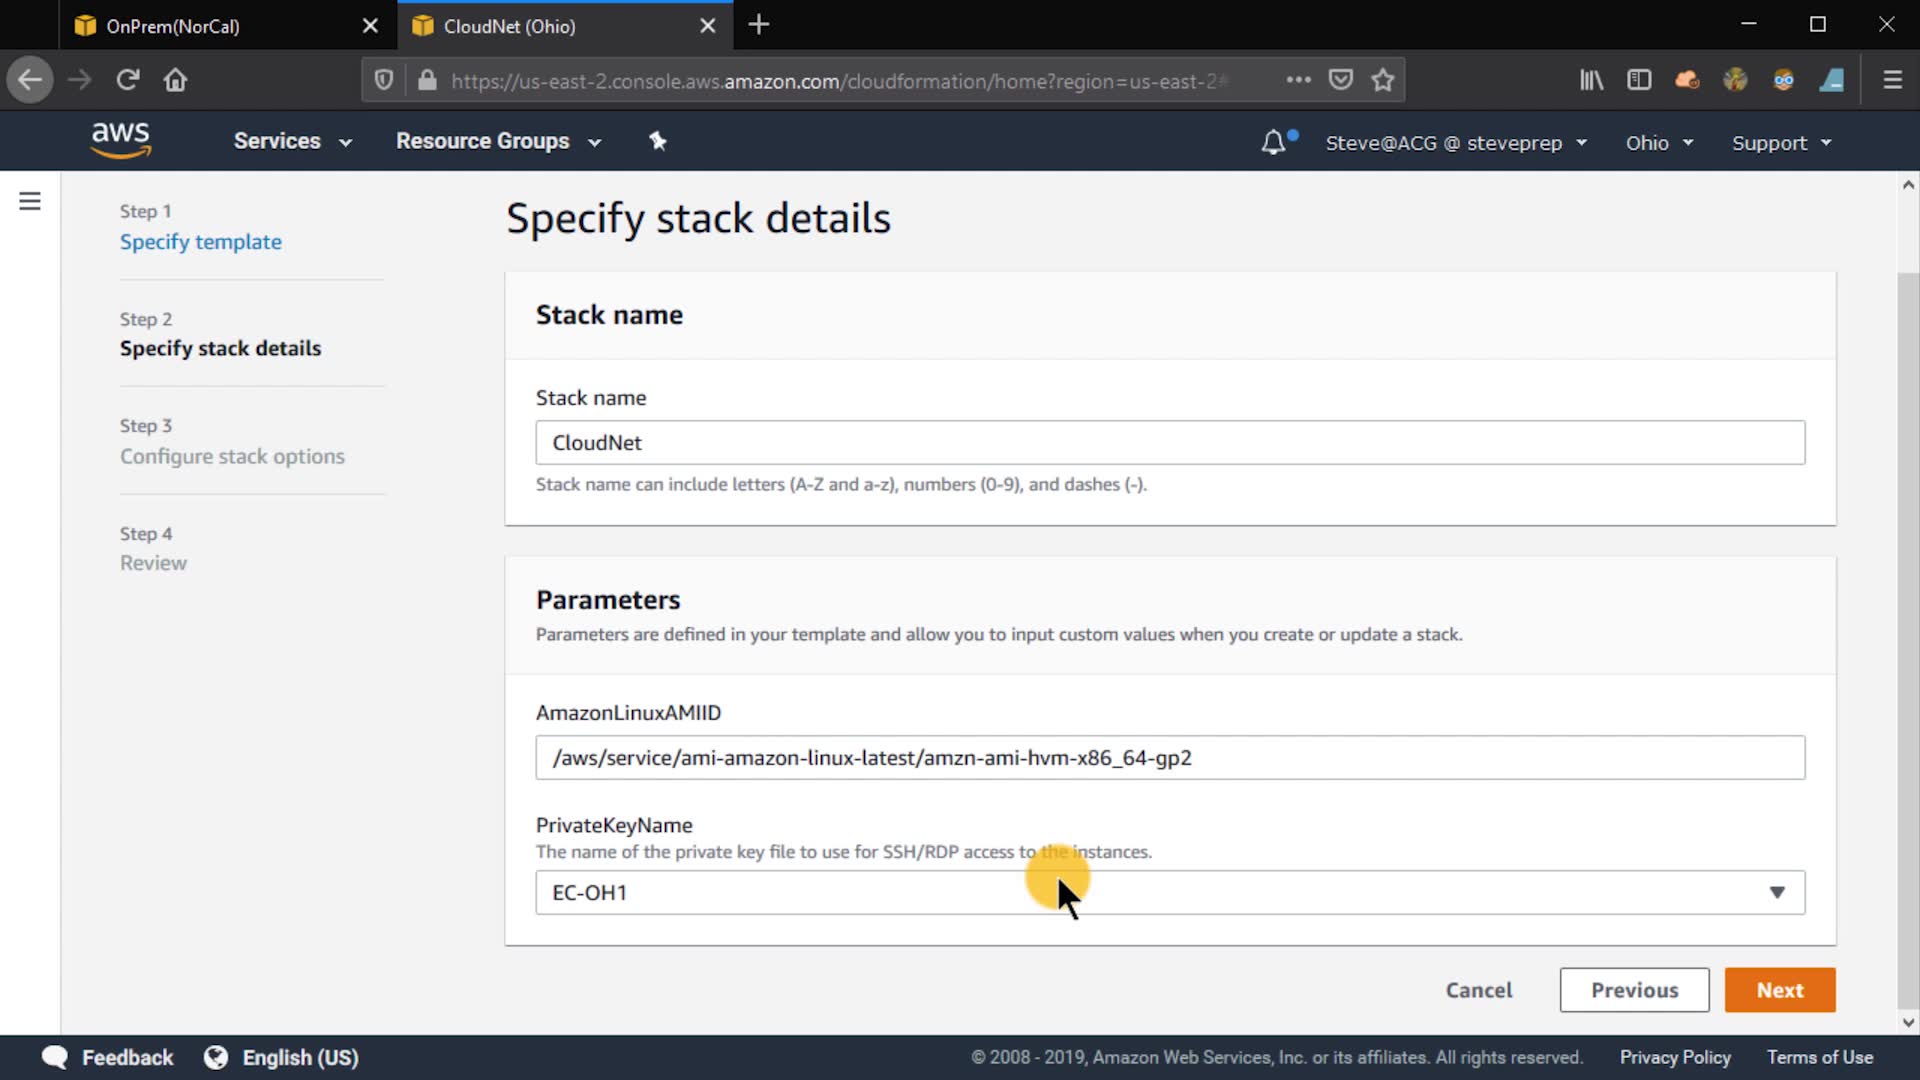 OnPrem(NorCal)
CloudNet (Ohio)
https://us-east-2.console.aws.amazon.com/cloudformation/home?region=us-east-2#
aws
Services
Resource Groups
Steve@ACG @ steveprep
Ohio
Support
Step 1
Specify template
Step 2
Specify stack details
Step 3
Configure stack options
Step 4
Review
Specify stack details
Stack name
Stack name
CloudNet
Stack name can include letters (A-Z and a-z), numbers (0-9), and dashes (-).
Parameters
Parameters are defined in your template and allow you to input custom values when you create or update a stack.
AmazonLinuxAMIID
/aws/service/ami-amazon-linux-latest/amzn-ami-hvm-x86_64-gp2
PrivateKeyName
The name of the private key file to use for SSH/RDP access to the instances.
EC-OH1
Cancel
Previous
Next
Feedback
English (US)
© 2008 - 2019, Amazon Web Services, Inc. or its affiliates. All rights reserved.
Privacy Policy
Terms of Use